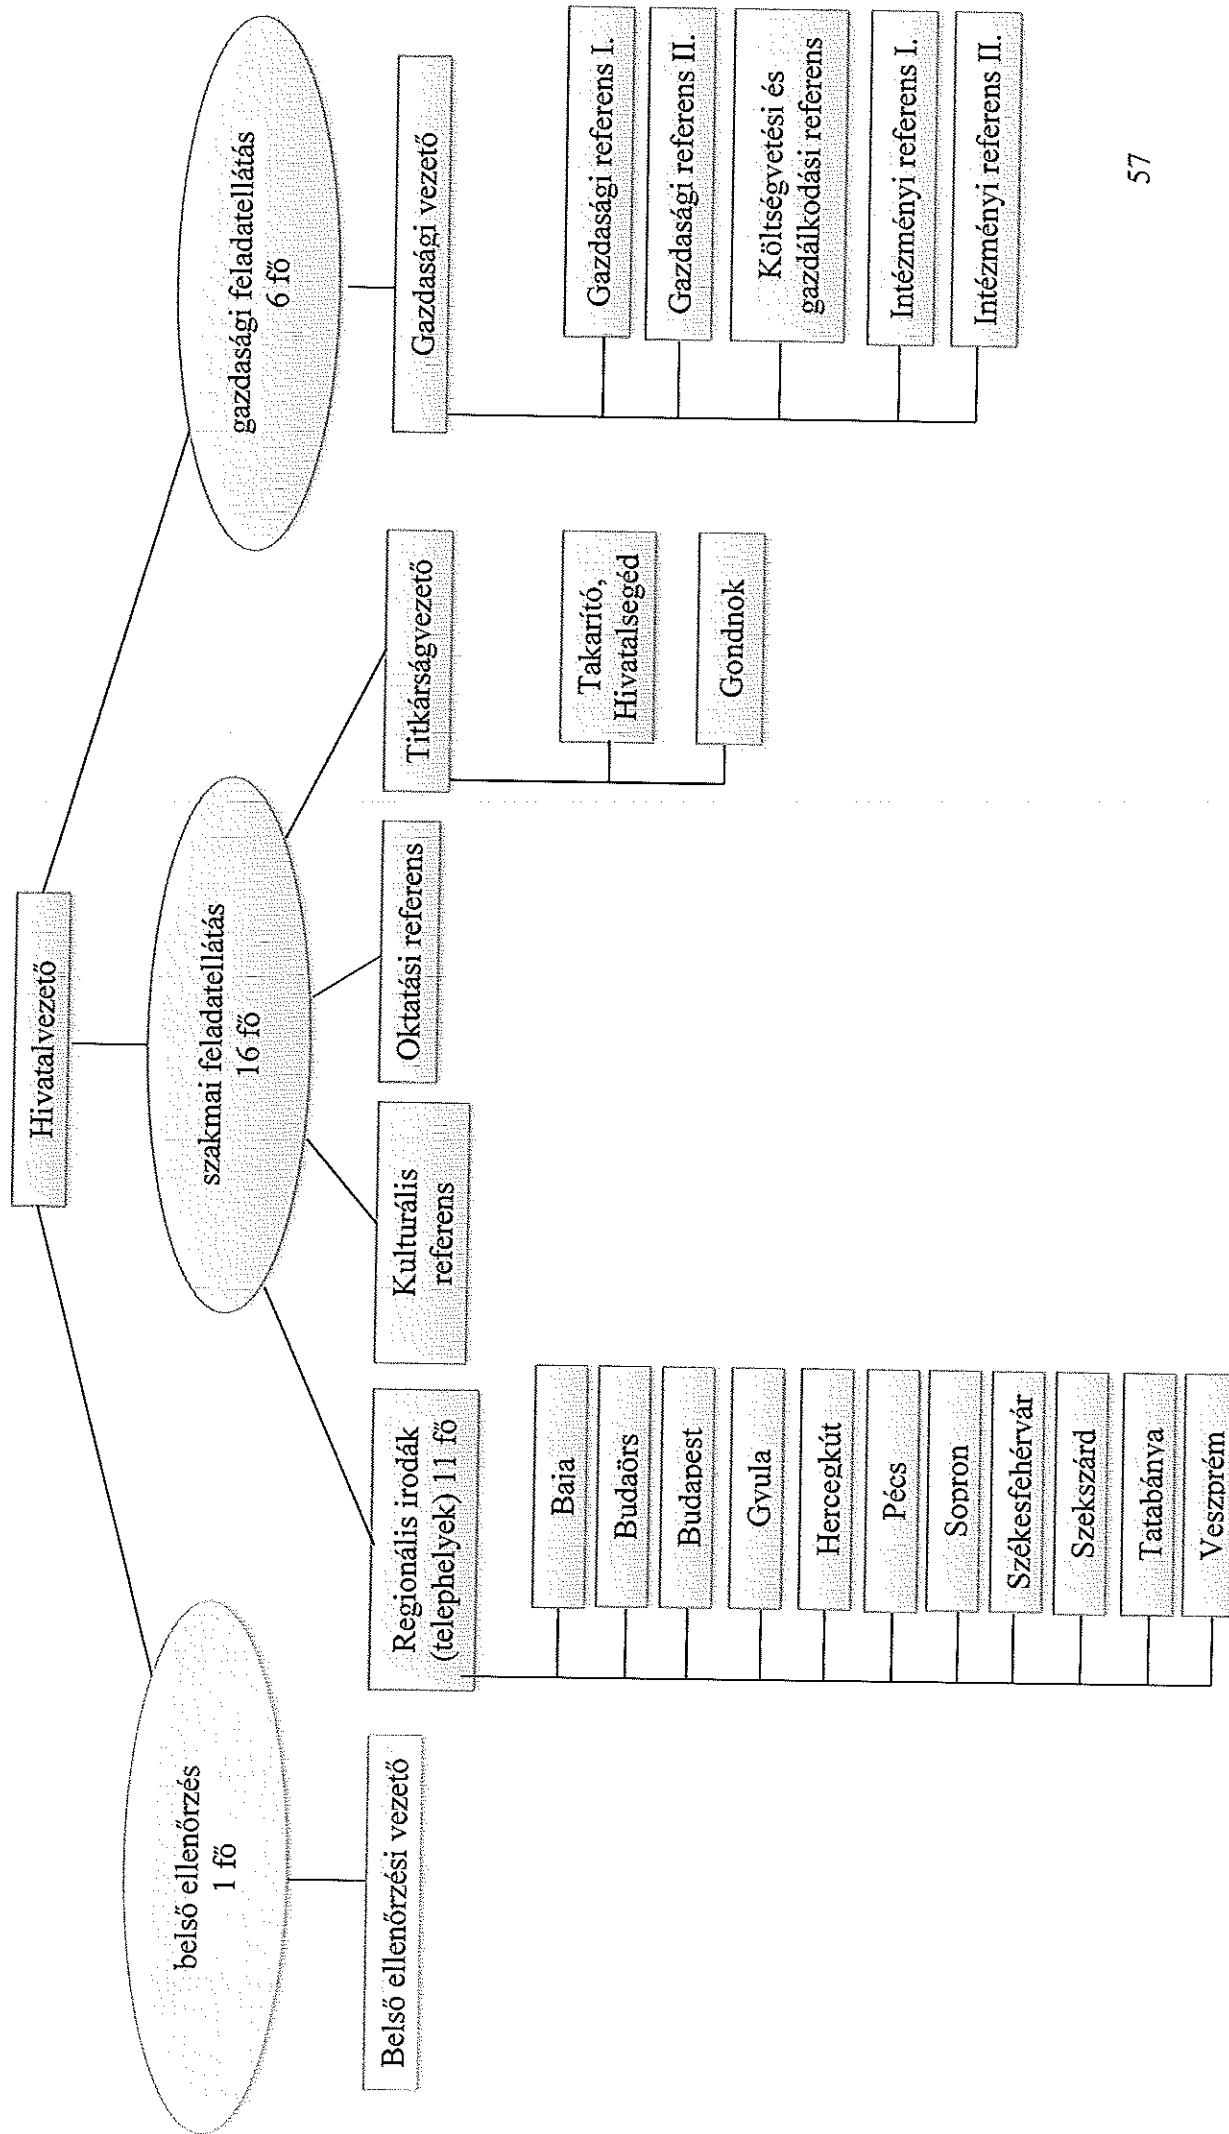 Hivatalvezető
belső ellenőrzés
1 fő
szakmai feladatellátás
16 fő
gazdasági feladatellátás
6 fő
Belső ellenőrzési vezető
Regionális irodák
(telephelyek) 11 fő
Kulturális
referens
Oktatási referens
Titkárságvezető
Gazdasági vezető
Baja
Budaörs
Budapest
Gyula
Hercegkút
Pécs
Sopron
Székesfehérvár
Szekszárd
Tatabánya
Veszprém
Takarító,
Hivatalsegéd
Gondnok
Gazdasági referens I.
Gazdasági referens II.
Költségvetési és
gazdálkodási referens
Intézményi referens I.
Intézményi referens II.
57